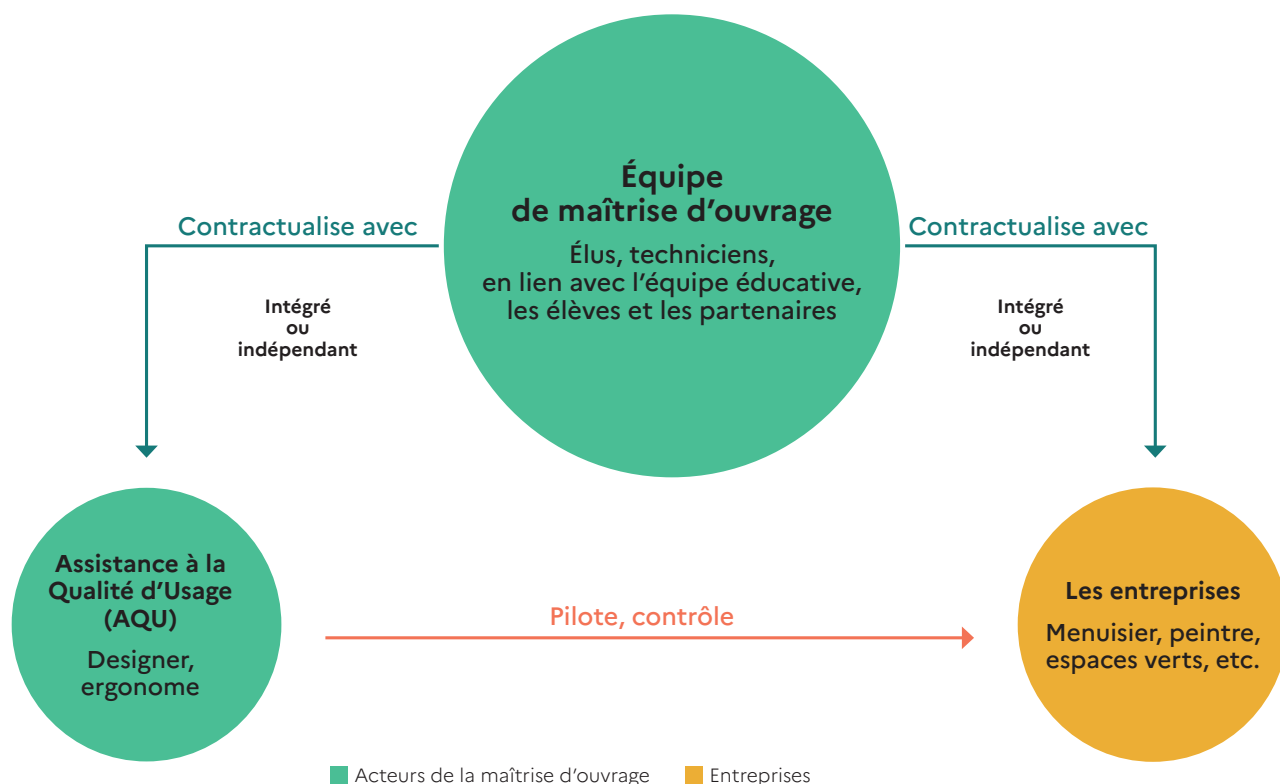 Équipe
de maîtrise d’ouvrage
Élus, techniciens,
en lien avec l’équipe éducative,
les élèves et les partenaires
Contractualise avec
Contractualise avec
Intégré
ou
indépendant
Intégré
ou
indépendant
Assistance à la
Qualité d’Usage
(AQU)
Designer,
ergonome
Pilote, contrôle
Les entreprises
Menuisier, peintre,
espaces verts, etc.
Acteurs de la maîtrise d’ouvrage
Entreprises